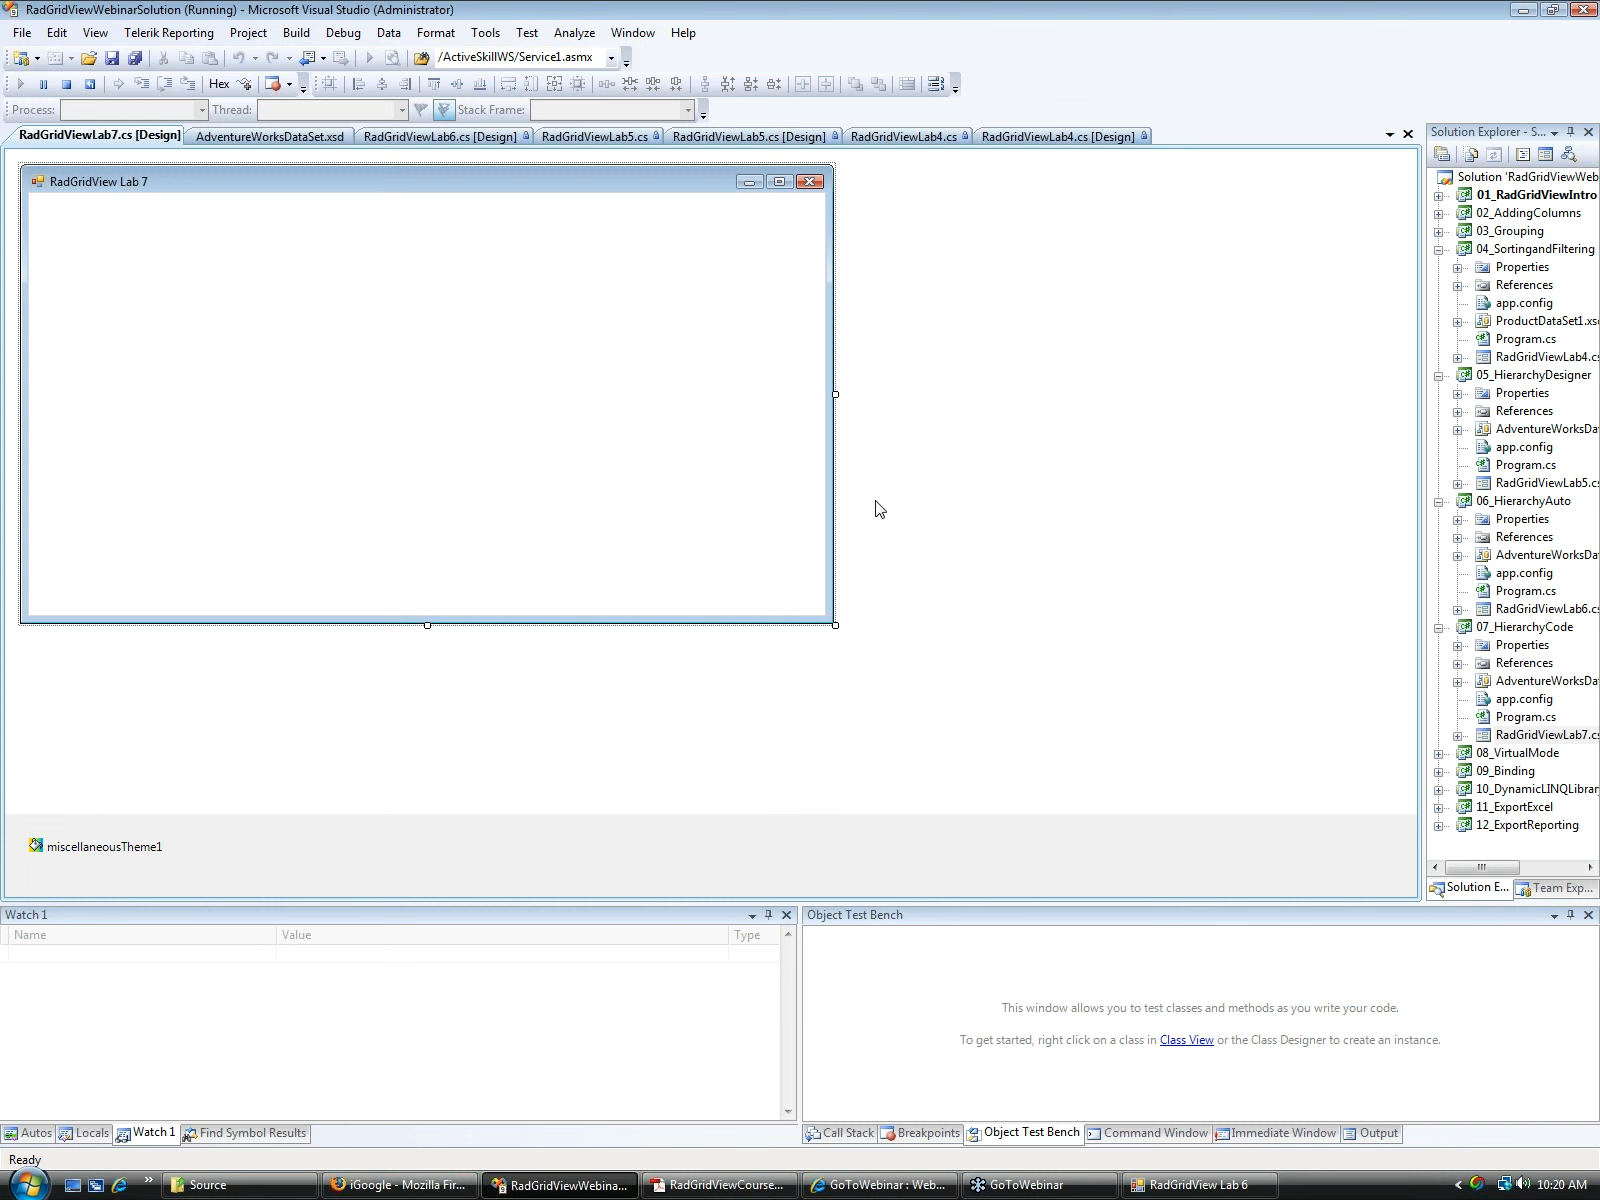 RadGridViewWebinarSolution (Running) - Microsoft Visual Studio (Administrator)
File Edit View Telerik Reporting Project Build Debug Data Format Tools Test Analyze Window Help
/ActiveSkillWS/Service1.asmx
Hex
Process: Thread: Stack Frame:
RadGridViewLab7.cs [Design] AdventureWorksDataSet.xsd RadGridViewLab6.cs [Design] RadGridViewLab5.cs RadGridViewLab5.cs [Design] RadGridViewLab4.cs RadGridViewLab4.cs [Design]
RadGridView Lab 7
miscellaneousTheme1
Solution Explorer - S...
Solution 'RadGridViewWeb
01_RadGridViewIntro
02_AddingColumns
03_Grouping
04_SortingandFiltering
Properties
References
app.config
ProductDataSet1.xsd
Program.cs
RadGridViewLab4.cs
05_HierarchyDesigner
Properties
References
AdventureWorksDa
app.config
Program.cs
RadGridViewLab5.cs
06_HierarchyAuto
Properties
References
AdventureWorksDa
app.config
Program.cs
RadGridViewLab6.cs
07_HierarchyCode
Properties
References
AdventureWorksDa
app.config
Program.cs
RadGridViewLab7.cs
08_VirtualMode
09_Binding
10_DynamicLINQLibrar
11_ExportExcel
12_ExportReporting
Solution E... Team Exp...
Watch 1
Name Value Type
Autos Locals Watch 1 Find Symbol Results
Object Test Bench
This window allows you to test classes and methods as you write your code.
To get started, right click on a class in Class View or the Class Designer to create an instance.
Call Stack Breakpoints Object Test Bench Command Window Immediate Window Output
Ready
Source iGoogle - Mozilla Fir... RadGridViewWebina... RadGridViewCourse... GoToWebinar : Web... GoToWebinar RadGridView Lab 6 10:20 AM